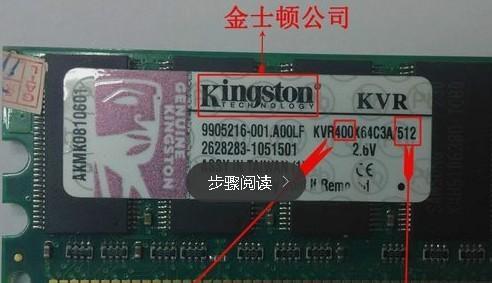 金士顿公司
Kingston
TECHNOLOGY
KVR
GENUINE
KINGSTON
AKMK0810601
9905216-001.A00LF KVR400X64C3A/512
2628283-1051501 2.6V
步骤阅读
CE